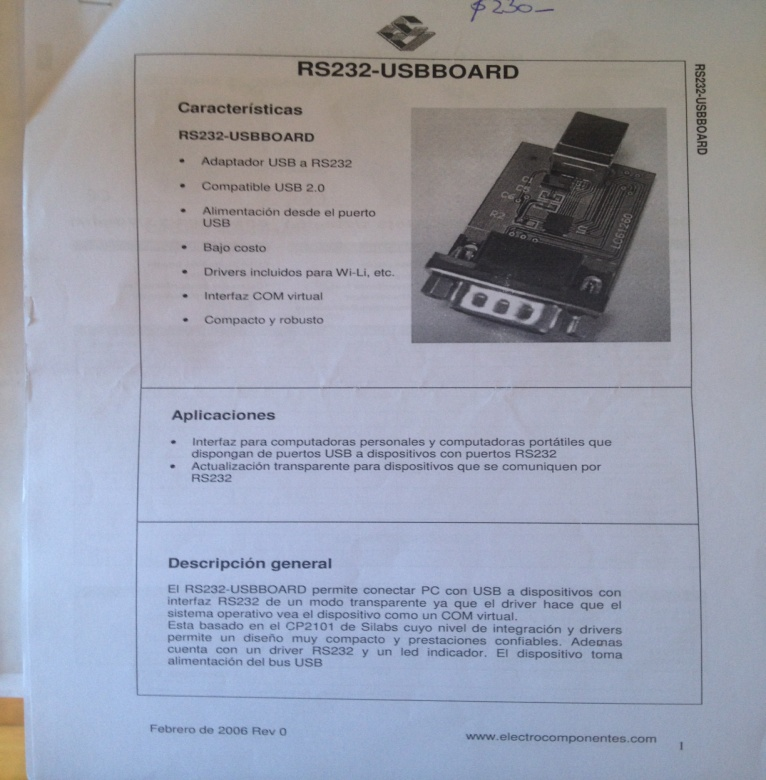 $230—
RS232-USBBOARD
RS232-USBBOARD
Características
RS232-USBBOARD
• Adaptador USB a RS232
• Compatible USB 2.0
• Alimentación desde el puerto
USB
• Bajo costo
• Drivers incluidos para Wi-Li, etc.
• Interfaz COM virtual
• Compacto y robusto
C1
C5
C6
R2
LC61260
Aplicaciones
• Interfaz para computadoras personales y computadoras portátiles que
dispongan de puertos USB a dispositivos con puertos RS232
• Actualización transparente para dispositivos que se comuniquen por
RS232
Descripción general
El RS232-USBBOARD permite conectar PC con USB a dispositivos con
interfaz RS232 de un modo transparente ya que el driver hace que el
sistema operativo vea el dispositivo como un COM virtual.
Esta basado en el CP2101 de Silabs cuyo nivel de integración y drivers
permite un diseño muy compacto y prestaciones confiables. Ademas
cuenta con un driver RS232 y un led indicador. El dispositivo toma
alimentación del bus USB
Febrero de 2006 Rev 0
www.electrocomponentes.com
1